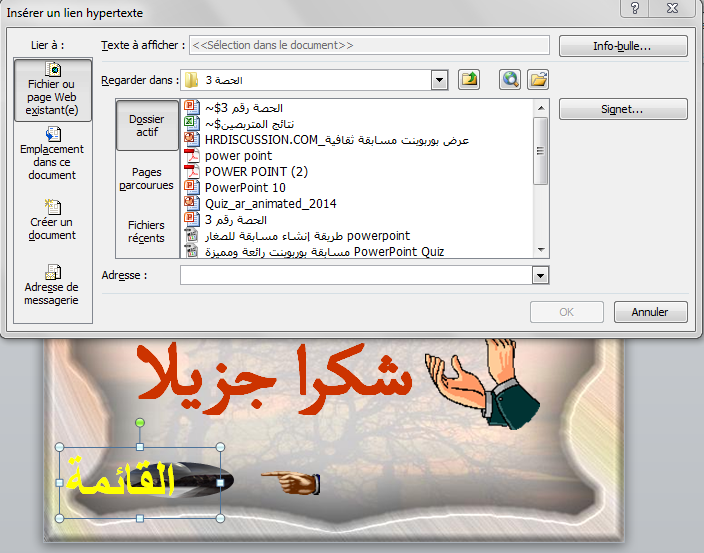 Insérer un lien hypertexte
Lier à :
Texte à afficher :
<<Sélection dans le document>>
Info-bulle...
Fichier ou
page Web
existant(e)
Regarder dans :
الحصة 3
Dossier
actif
~$الحصة رقم 3
~$نتائج المتربصين
عرض بوربوينت مسابقة ثقافية_HRDISCUSSION.COM
power point
POWER POINT (2)
PowerPoint 10
Quiz_ar_animated_2014
الحصة رقم 3
طريقة إنشاء مسابقة للصغار powerpoint
مسابقة بوربوينت رائعة ومميزة PowerPoint Quiz
Signet...
Emplacement
dans ce
document
Pages
parcourues
Créer un
document
Fichiers
récents
Adresse de
messagerie
Adresse :
OK
Annuler
شكرا جزيلا
القائمة